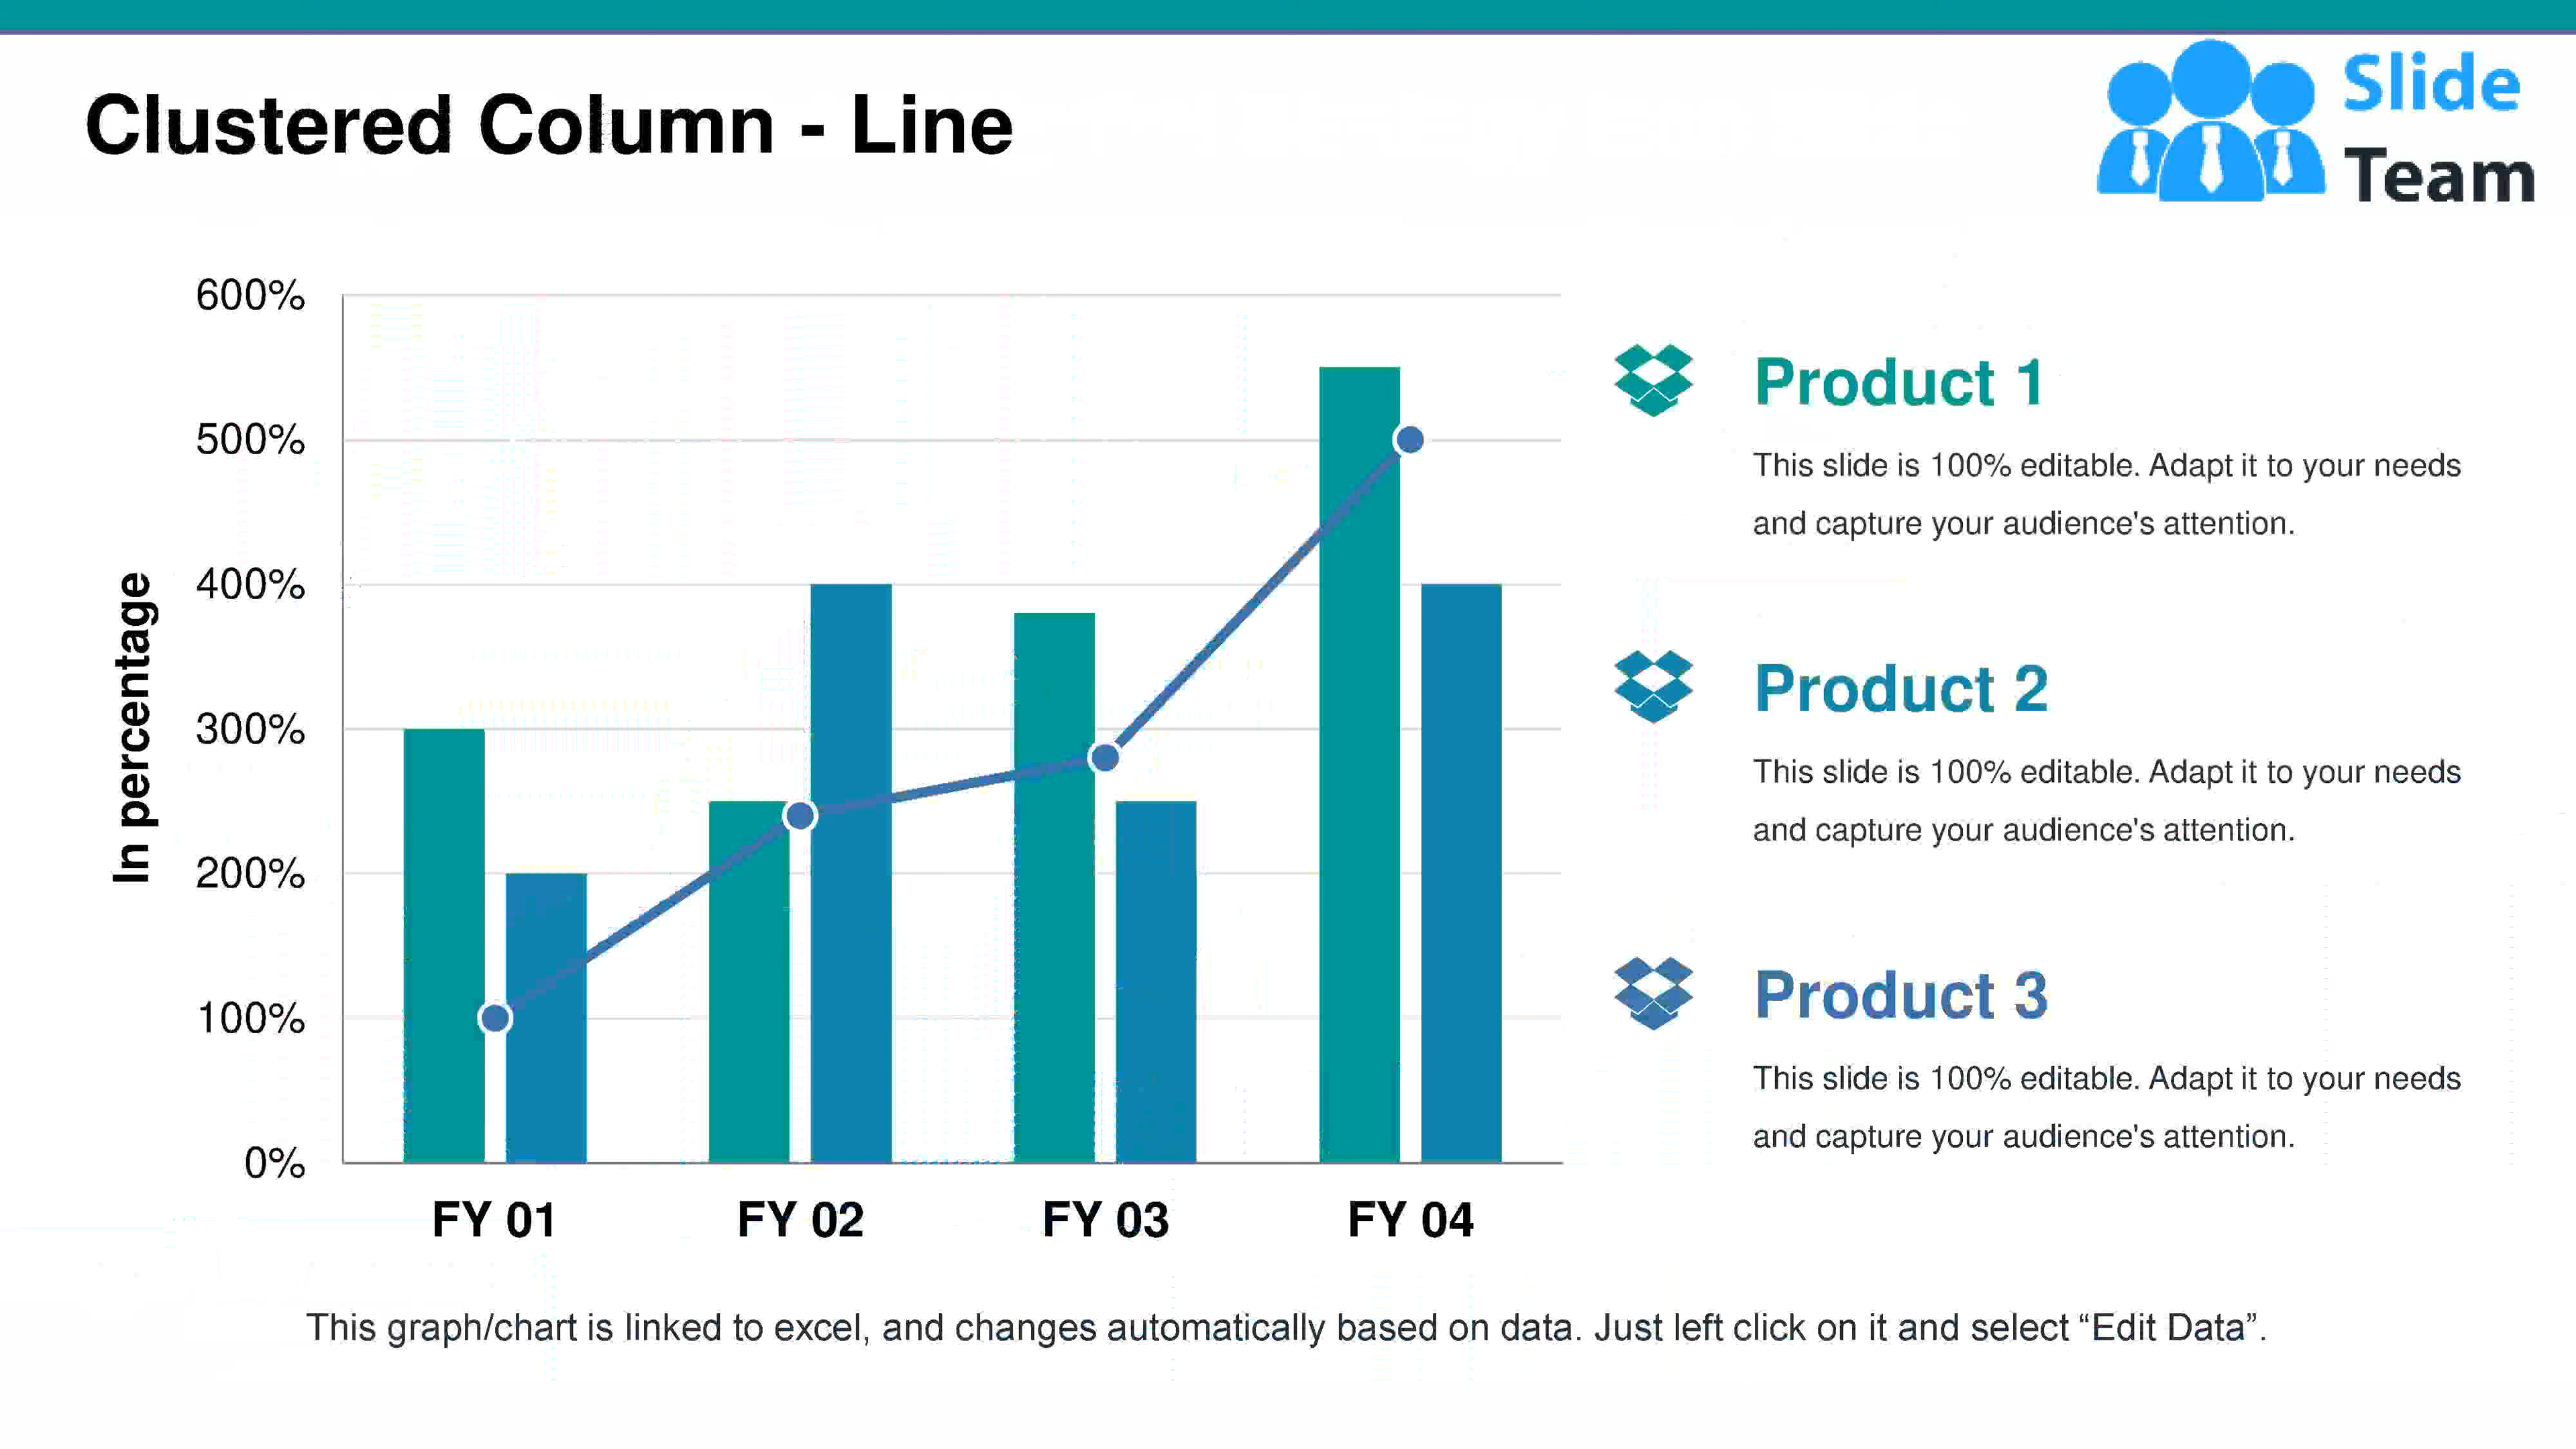 Clustered Column - Line
Slide
Team
In percentage
600%
500%
400%
300%
200%
100%
0%
FY 01
FY 02
FY 03
FY 04
Product 1
This slide is 100% editable. Adapt it to your needs
and capture your audience's attention.
Product 2
This slide is 100% editable. Adapt it to your needs
and capture your audience's attention.
Product 3
This slide is 100% editable. Adapt it to your needs
and capture your audience's attention.
This graph/chart is linked to excel, and changes automatically based on data. Just left click on it and select “Edit Data”.